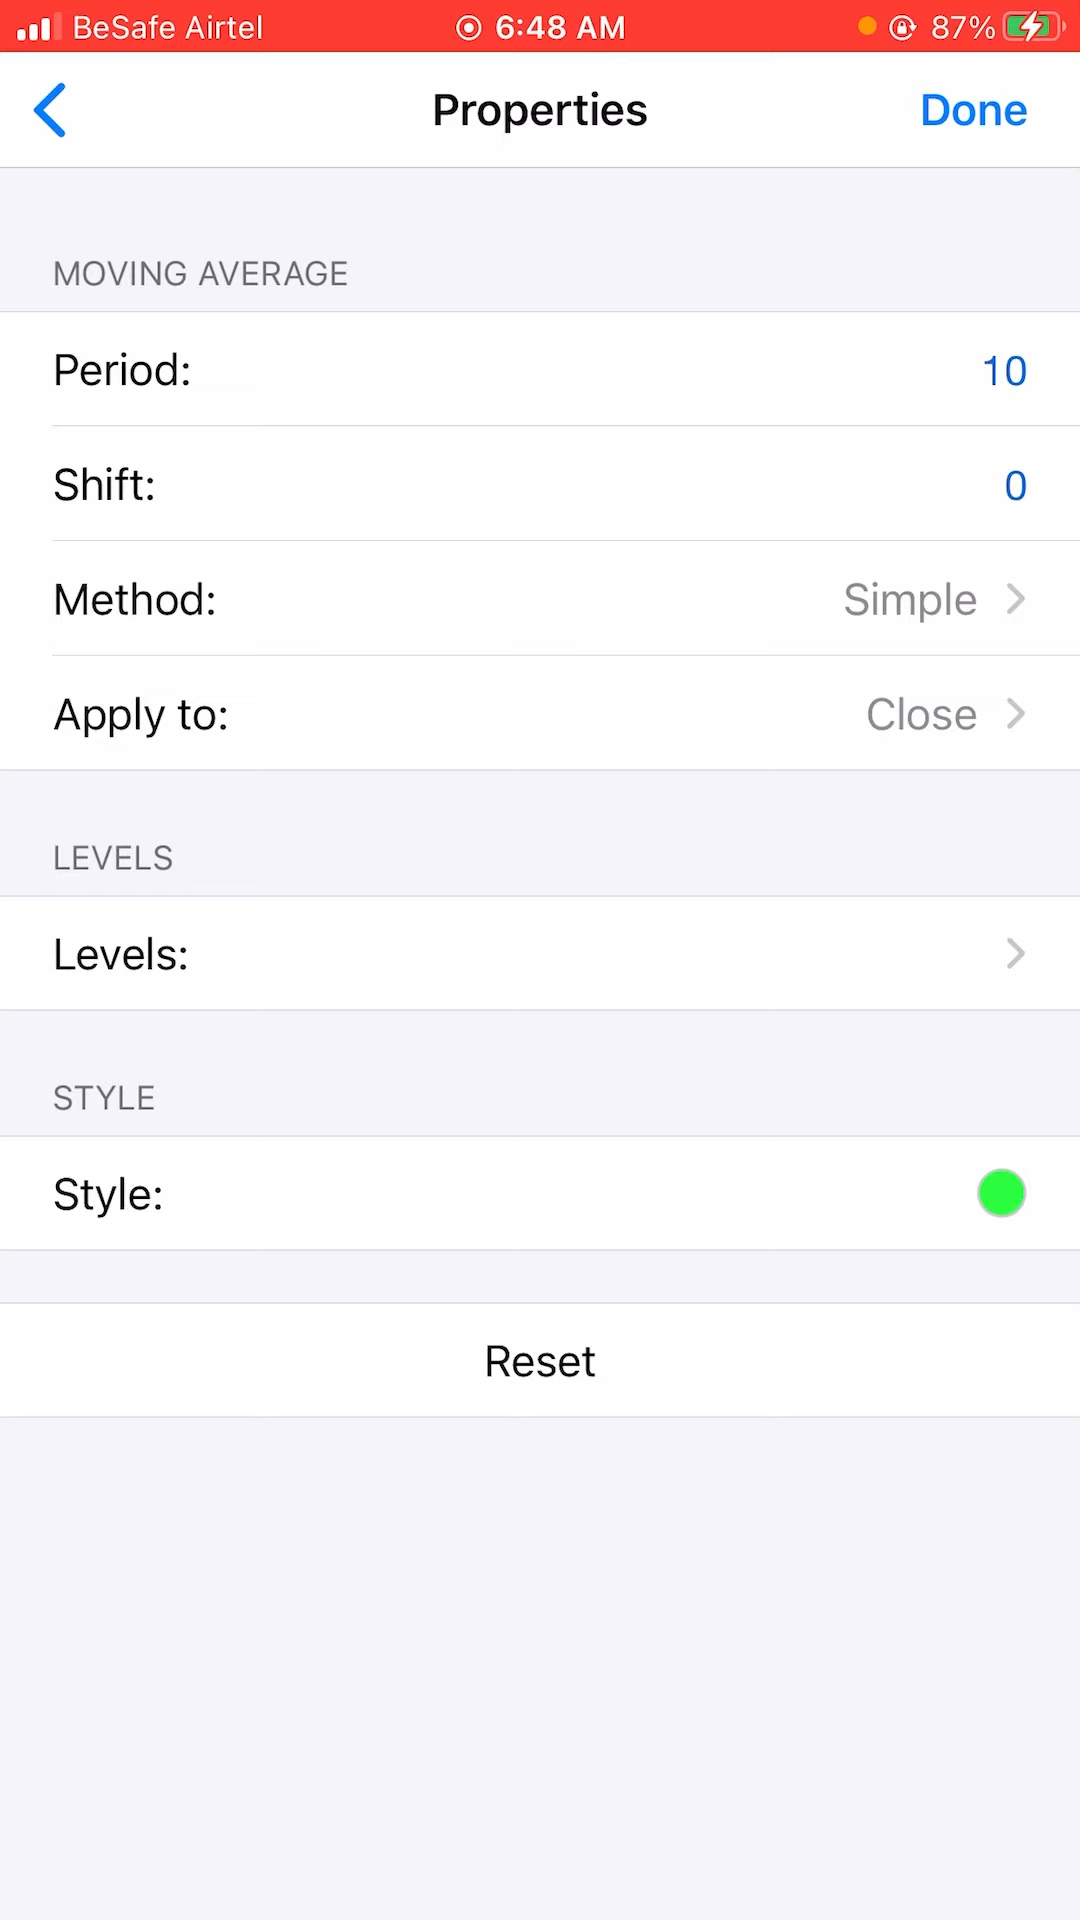 BeSafe Airtel 6:48 AM 87%
Properties Done
MOVING AVERAGE
Period: 10
Shift: 0
Method: Simple
Apply to: Close
LEVELS
Levels:
STYLE
Style:
Reset